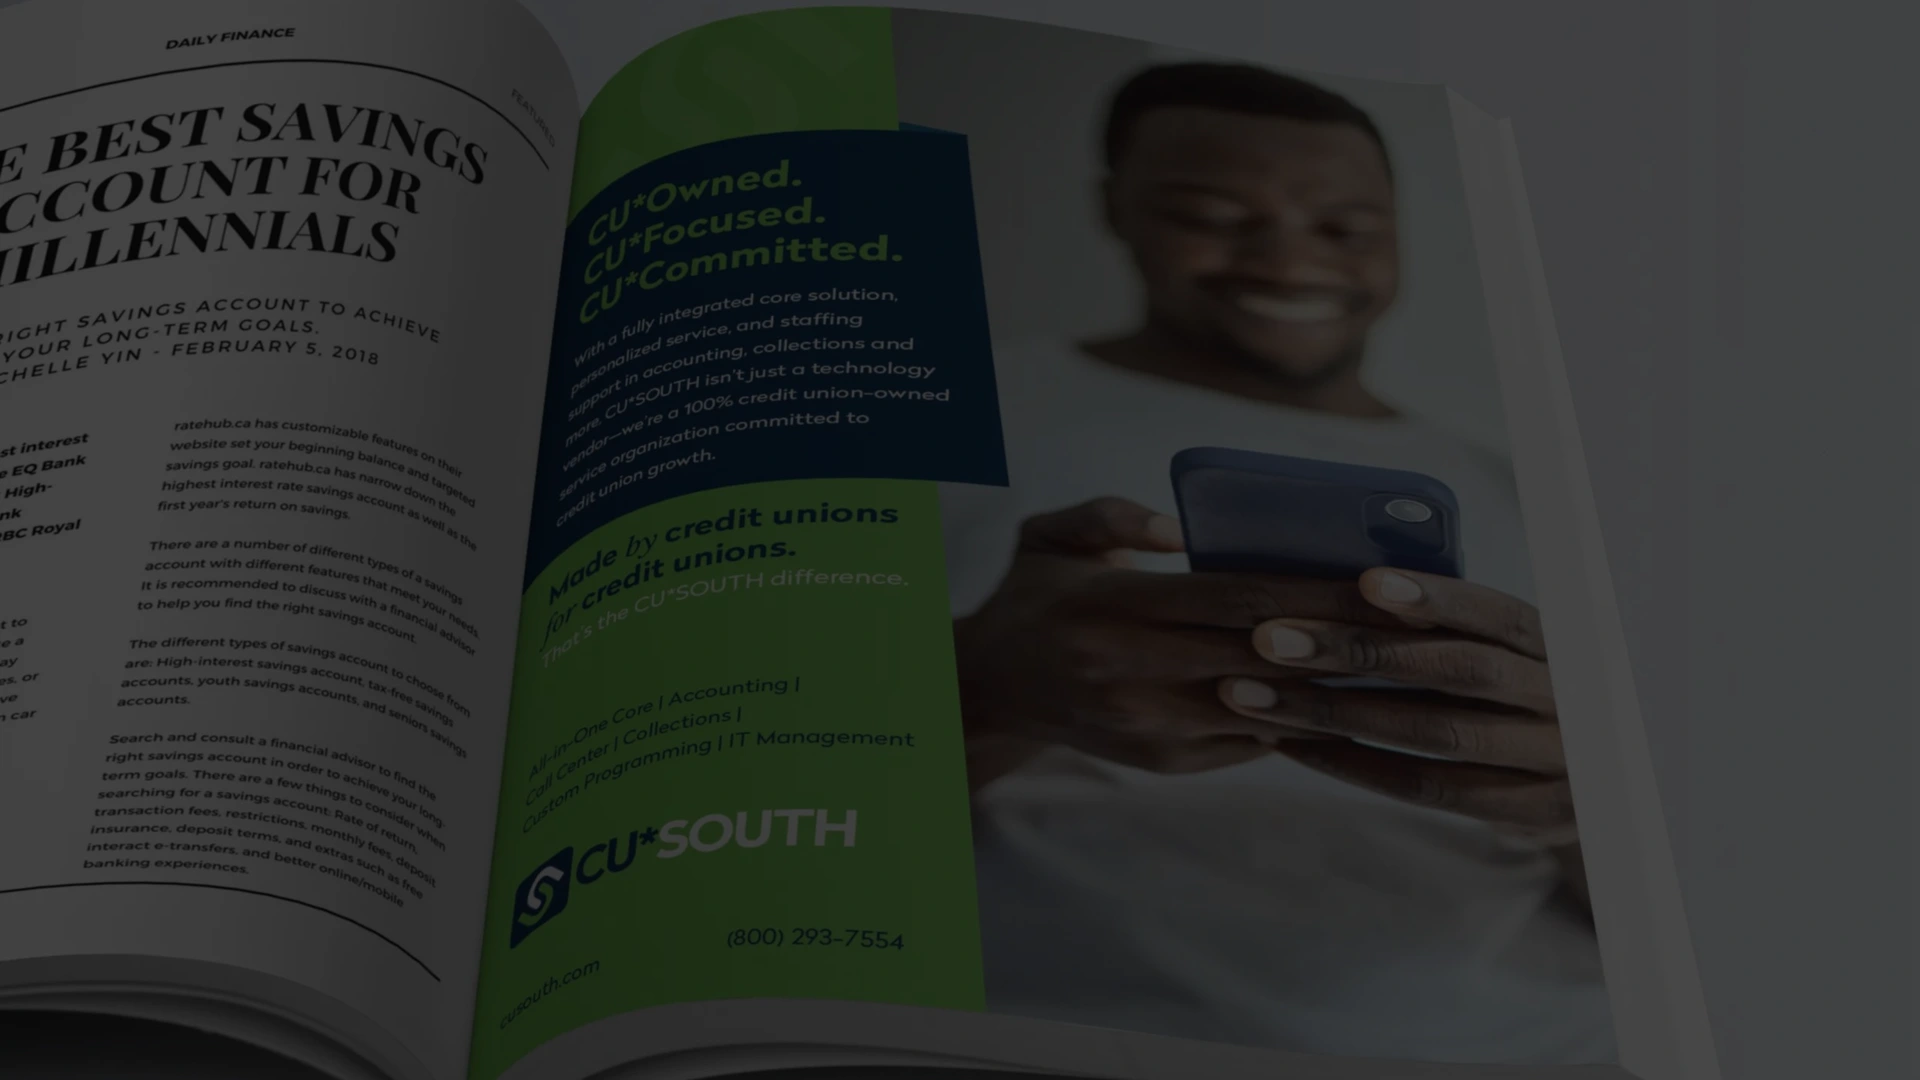 DAILY FINANCE
FEATURED
E BEST SAVINGS
CCOUNT FOR
ILLENNIALS
RIGHT SAVINGS ACCOUNT TO ACHIEVE
YOUR LONG-TERM GOALS.
CHELLE YIN - FEBRUARY 5, 2018
st interest
e EQ Bank
High-
nk
RBC Royal
t to
e a
ay
es, or
ve
n car
ratehub.ca has customizable features on their
website set your beginning balance and targeted
savings goal. ratehub.ca has narrow down the
highest interest rate savings account as well as the
first year's return on savings.
There are a number of different types of a savings
account with different features that meet your needs.
It is recommended to discuss with a financial advisor
to help you find the right savings account.
The different types of savings account to choose from
are: High-interest savings account, tax-free savings
accounts, youth savings accounts, and seniors savings
accounts.
Search and consult a financial advisor to find the
right savings account in order to achieve your long-
term goals. There are a few things to consider when
searching for a savings account: Rate of return,
transaction fees, restrictions, monthly fees, deposit
insurance, deposit terms, and extras such as free
interact e-transfers, and better online/mobile
banking experiences.
CU*Owned.
CU*Focused.
CU*Committed.
With a fully integrated core solution,
personalized service, and staffing
support in accounting, collections and
more, CU*SOUTH isn't just a technology
vendor—we're a 100% credit union-owned
service organization committed to
credit union growth.
Made by credit unions
for credit unions.
That's the CU*SOUTH difference.
All-in-One Core | Accounting |
Call Center | Collections |
Custom Programming | IT Management
CU*SOUTH
(800) 293-7554
cusouth.com